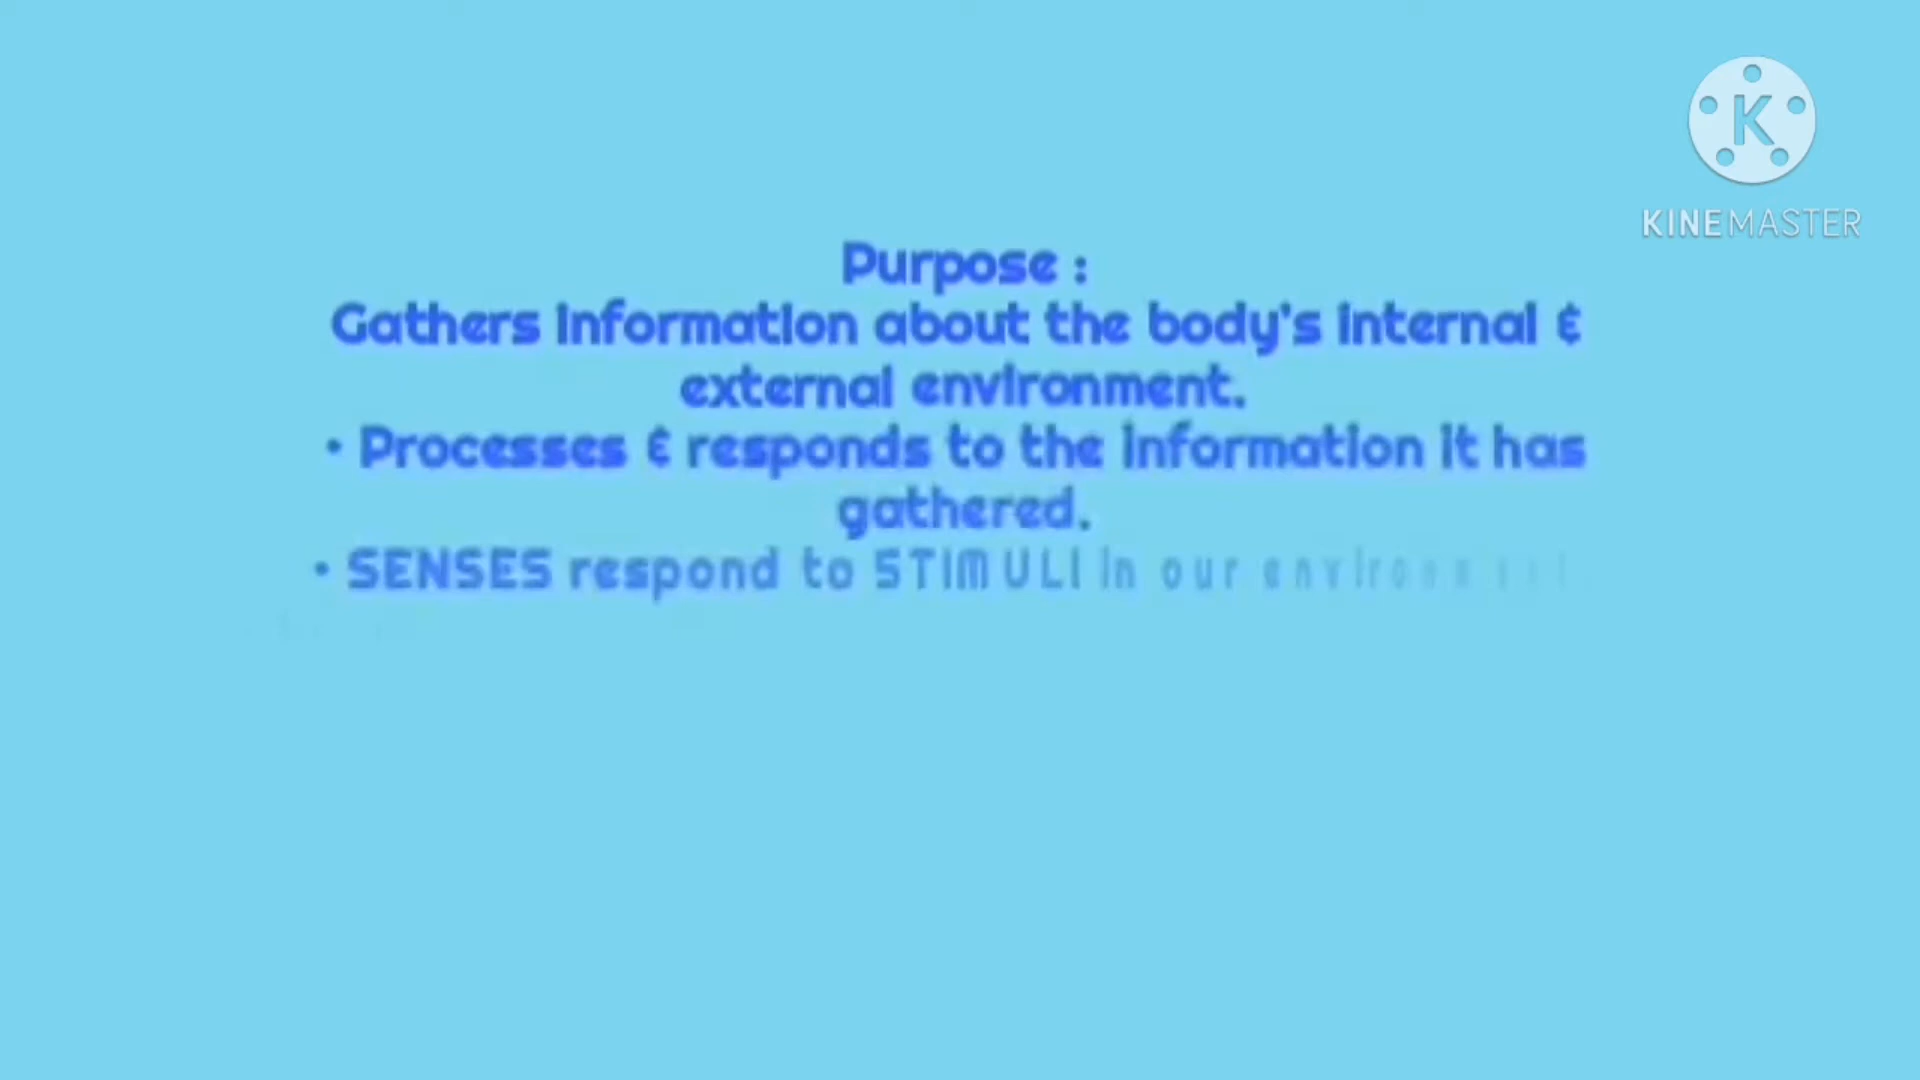 K
KINEMASTER
Purpose :
Gathers information about the body's internal &
external environment.
• Processes & responds to the information it has
gathered.
• SENSES respond to STIMULI in our